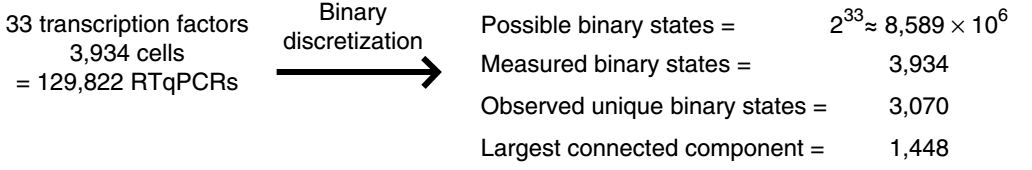 33 transcription factors
3,934 cells
= 129,822 RTqPCRs
Binary
discretization
Possible binary states = 2^33 ≈ 8,589 × 10^6
Measured binary states = 3,934
Observed unique binary states = 3,070
Largest connected component = 1,448